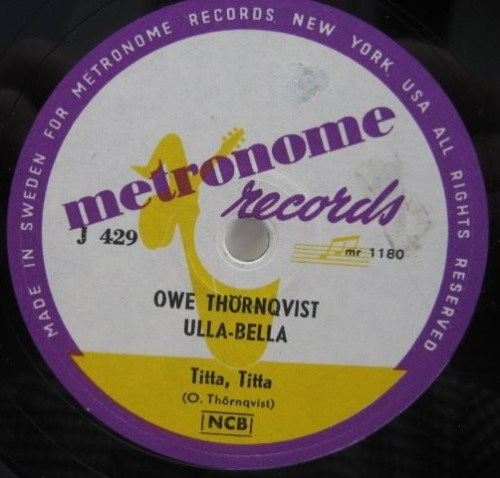 MADE IN SWEDEN FOR METRONOME RECORDS, NEW YORK, USA ALL RIGHTS RESERVED
metronome
records
J 429
mr 1180
OWE THÖRNQVIST
ULLA-BELLA
Titta, Titta
(O. Thörnqvist)
NCB